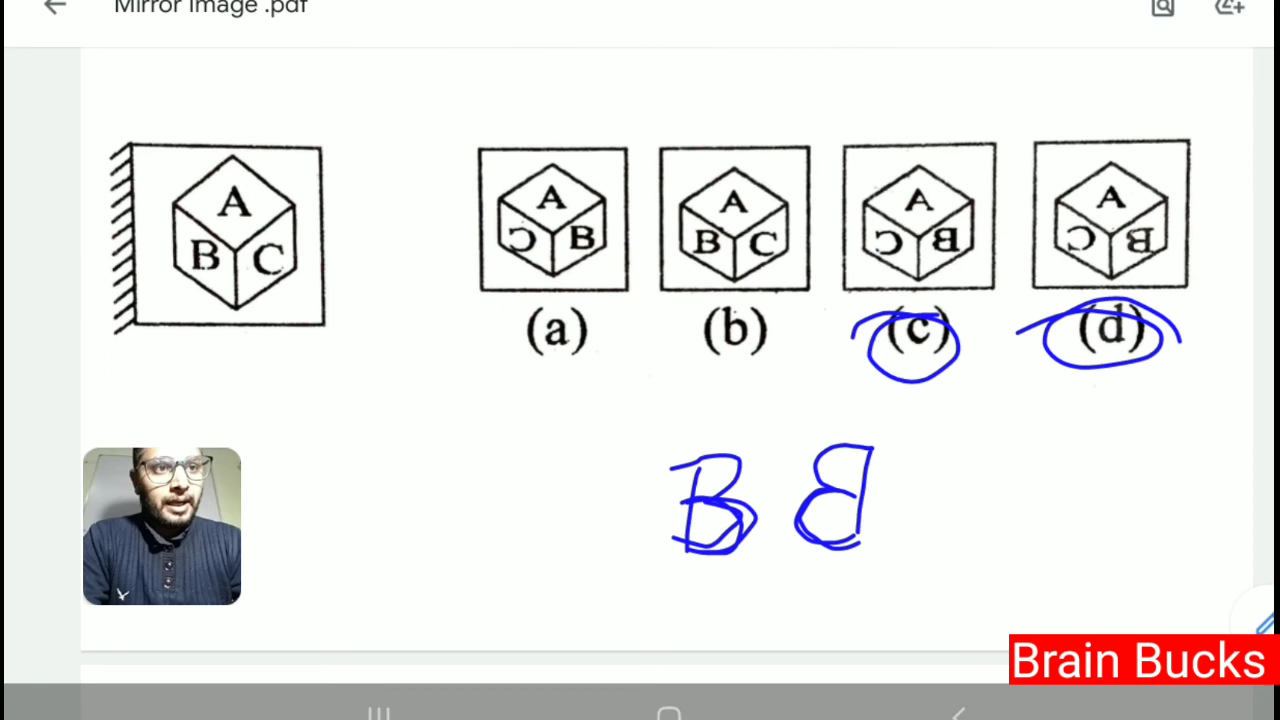 Mirror Image .pdf
A
B C
A
Ɔ B
A
B C
A
Ɔ ᗺ
A
Ɔ ᗺ
(a) (b) (c) (d)
B ᗺ
Brain Bucks